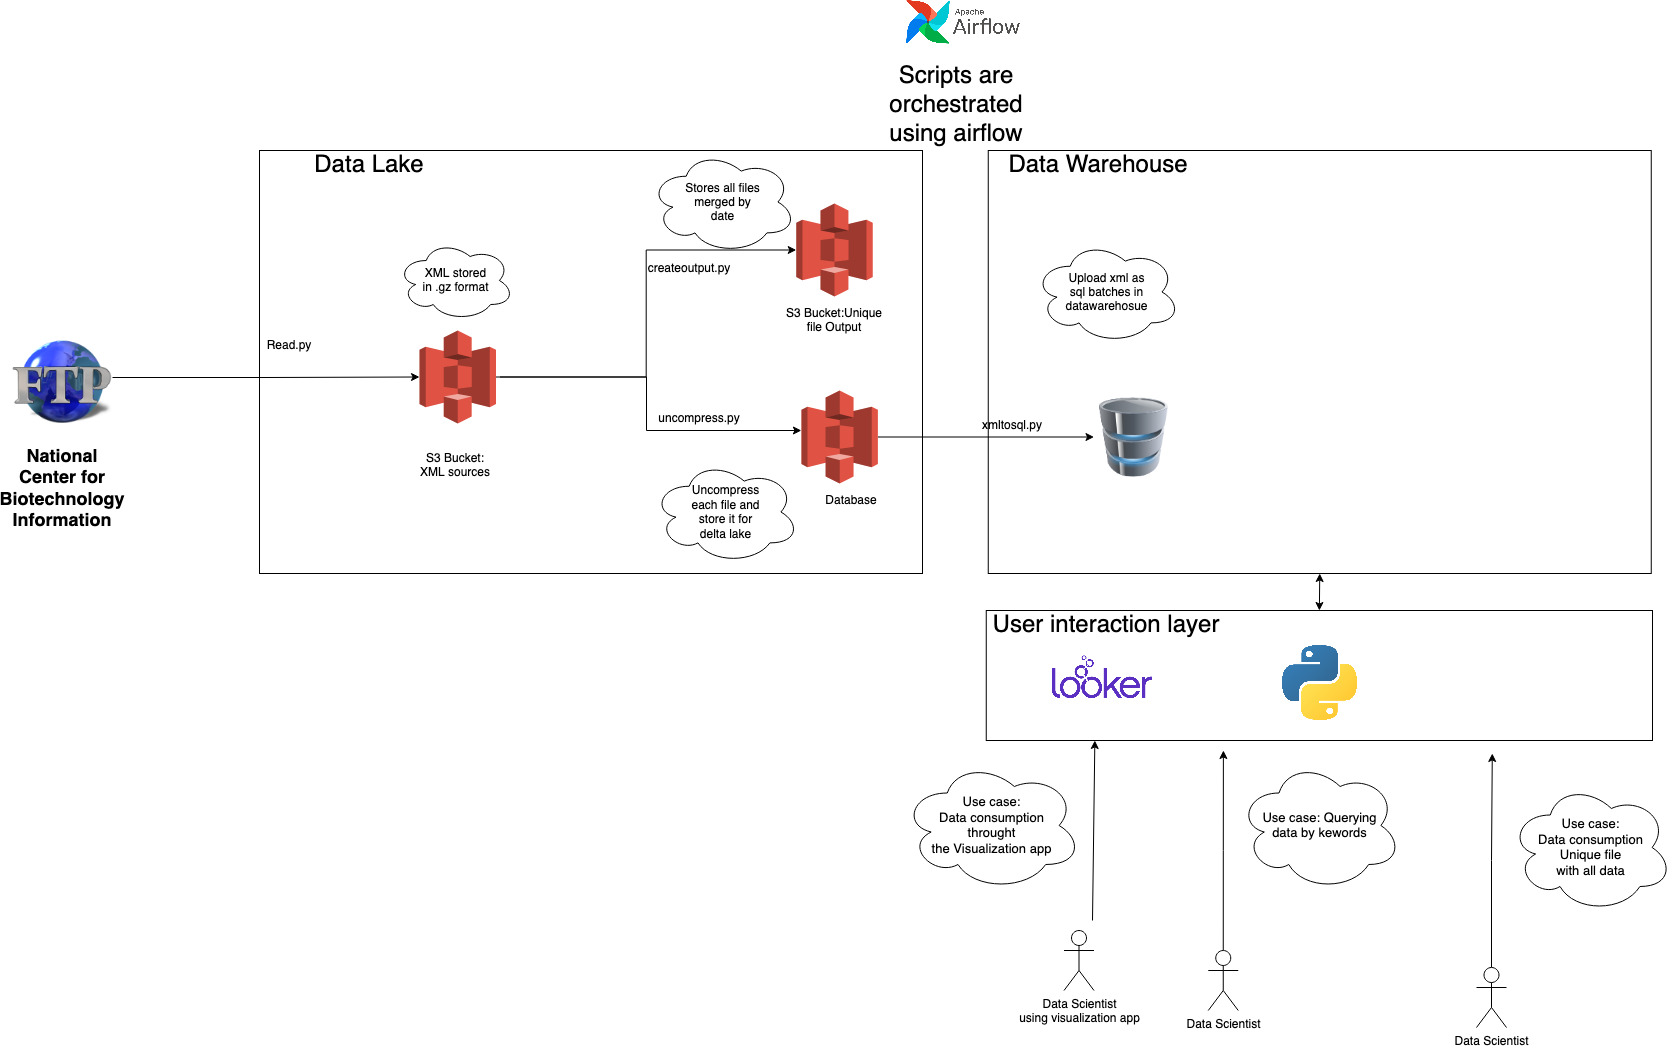 Apache
Airflow
Scripts are
orchestrated
using airflow
Data Lake
Stores all files
merged by
date
createoutput.py
S3 Bucket:Unique
file Output
XML stored
in .gz format
Read.py
FTP
National
Center for
Biotechnology
Information
S3 Bucket:
XML sources
uncompress.py
Database
Uncompress
each file and
store it for
delta lake
Data Warehouse
Upload xml as
sql batches in
datawarehosue
xmltosql.py
User interaction layer
looker
Use case:
Data consumption
throught
the Visualization app
Use case: Querying
data by kewords
Use case:
Data consumption
Unique file
with all data
Data Scientist
using visualization app
Data Scientist
Data Scientist